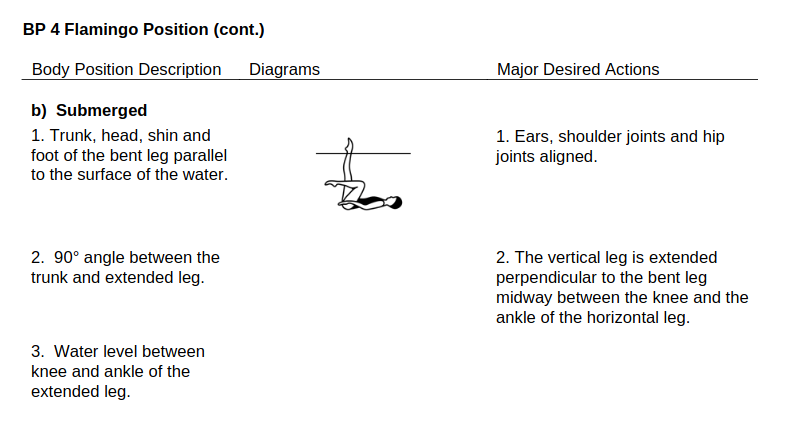 BP 4 Flamingo Position (cont.)
Body Position Description Diagrams Major Desired Actions
b) Submerged
1. Trunk, head, shin and
foot of the bent leg parallel
to the surface of the water.
1. Ears, shoulder joints and hip
joints aligned.
2. 90° angle between the
trunk and extended leg.
2. The vertical leg is extended
perpendicular to the bent leg
midway between the knee and the
ankle of the horizontal leg.
3. Water level between
knee and ankle of the
extended leg.